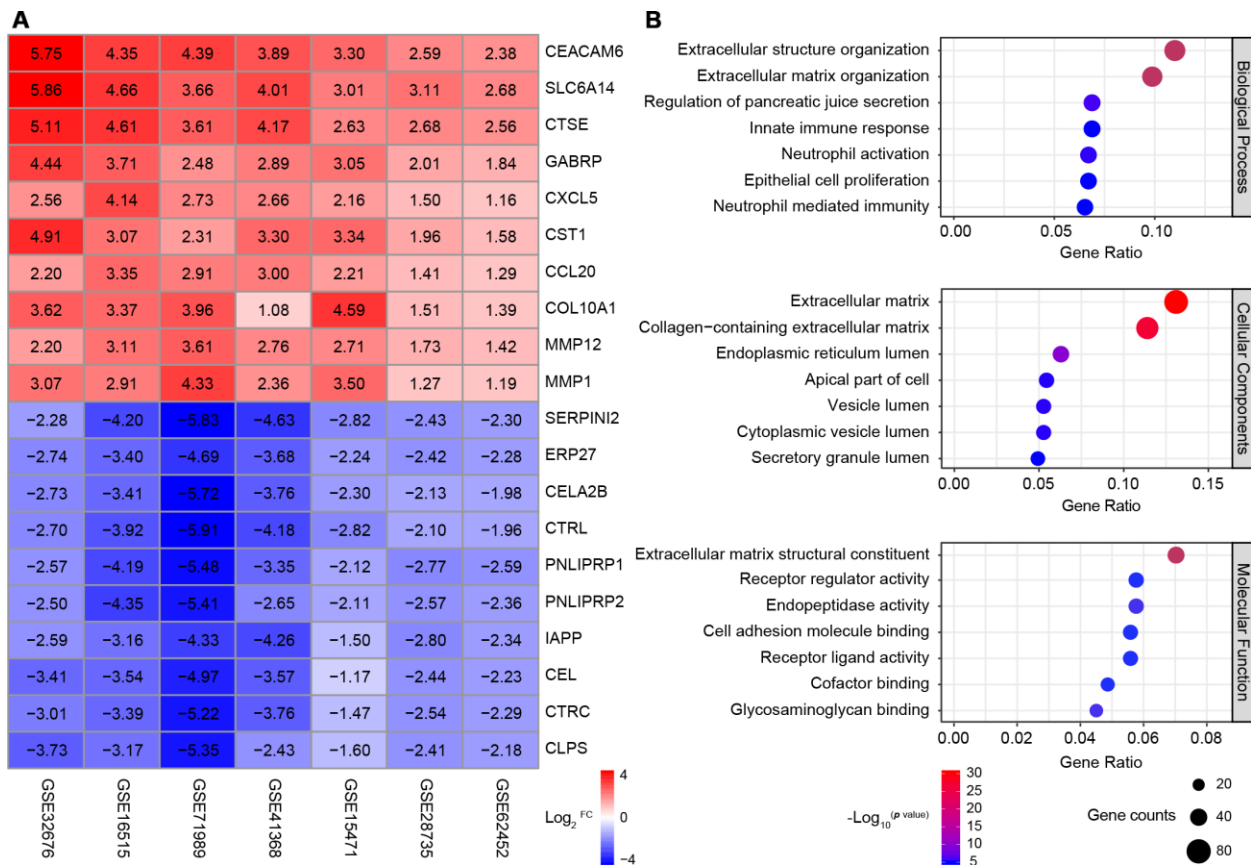 A
5.75 4.35 4.39 3.89 3.30 2.59 2.38 CEACAM6
5.86 4.66 3.66 4.01 3.01 3.11 2.68 SLC6A14
5.11 4.61 3.61 4.17 2.63 2.68 2.56 CTSE
4.44 3.71 2.48 2.89 3.05 2.01 1.84 GABRP
2.56 4.14 2.73 2.66 2.16 1.50 1.16 CXCL5
4.91 3.07 2.31 3.30 3.34 1.96 1.58 CST1
2.20 3.35 2.91 3.00 2.21 1.41 1.29 CCL20
3.62 3.37 3.96 1.08 4.59 1.51 1.39 COL10A1
2.20 3.11 3.61 2.76 2.71 1.73 1.42 MMP12
3.07 2.91 4.33 2.36 3.50 1.27 1.19 MMP1
−2.28 −4.20 −5.83 −4.63 −2.82 −2.43 −2.30 SERPINI2
−2.74 −3.40 −4.69 −3.68 −2.24 −2.42 −2.28 ERP27
−2.73 −3.41 −5.72 −3.76 −2.30 −2.13 −1.98 CELA2B
−2.70 −3.92 −5.91 −4.18 −2.82 −2.10 −1.96 CTRL
−2.57 −4.19 −5.48 −3.35 −2.12 −2.77 −2.59 PNLIPRP1
−2.50 −4.35 −5.41 −2.65 −2.11 −2.57 −2.36 PNLIPRP2
−2.59 −3.16 −4.33 −4.26 −1.50 −2.80 −2.34 IAPP
−3.41 −3.54 −4.97 −3.57 −1.17 −2.44 −2.23 CEL
−3.01 −3.39 −5.22 −3.76 −1.47 −2.54 −2.29 CTRC
−3.73 −3.17 −5.35 −2.43 −1.60 −2.41 −2.18 CLPS
GSE32676
GSE16515
GSE71989
GSE41368
GSE15471
GSE28735
GSE62452
Log2 FC
4
0
−4
B
Extracellular structure organization
Extracellular matrix organization
Regulation of pancreatic juice secretion
Innate immune response
Neutrophil activation
Epithelial cell proliferation
Neutrophil mediated immunity
0.00 0.05 0.10
Gene Ratio
Biological Process
Extracellular matrix
Collagen−containing extracellular matrix
Endoplasmic reticulum lumen
Apical part of cell
Vesicle lumen
Cytoplasmic vesicle lumen
Secretory granule lumen
0.00 0.05 0.10 0.15
Gene Ratio
Cellular Components
Extracellular matrix structural constituent
Receptor regulator activity
Endopeptidase activity
Cell adhesion molecule binding
Receptor ligand activity
Cofactor binding
Glycosaminoglycan binding
0.00 0.02 0.04 0.06 0.08
Gene Ratio
Molecular Function
-Log10 (p value)
30
25
20
15
10
5
Gene counts
20
40
80